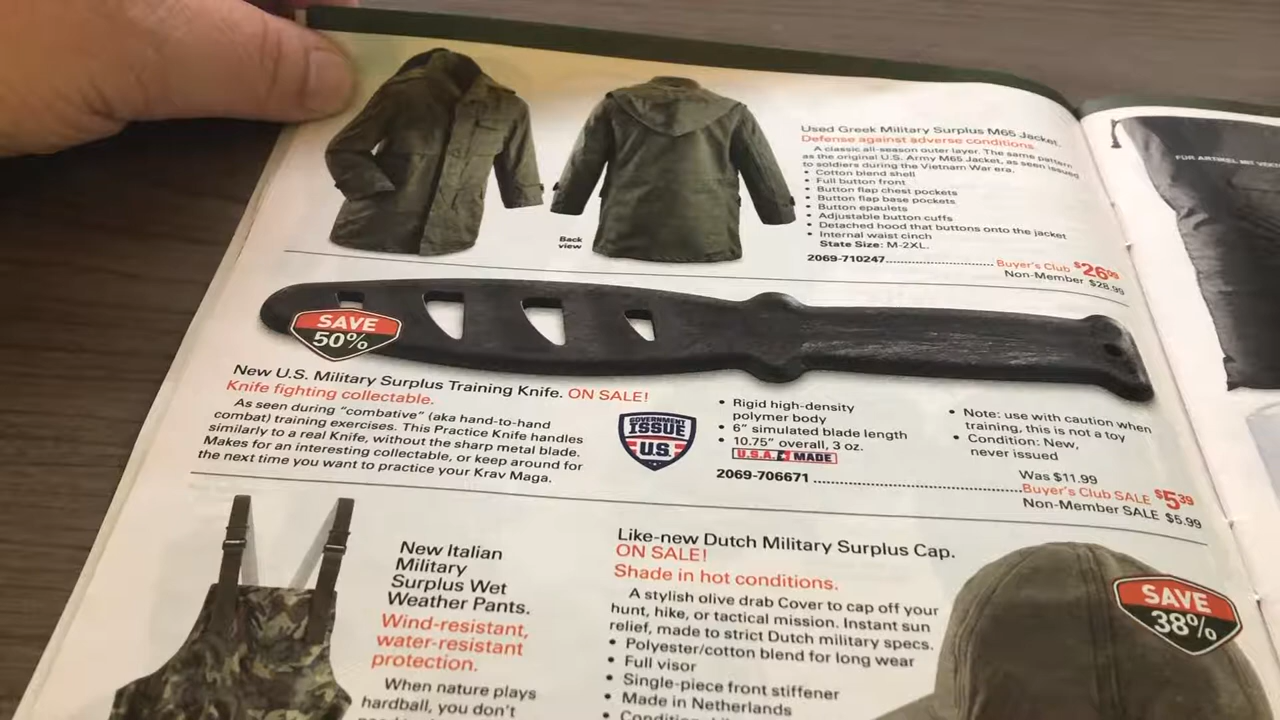 Used Greek Military Surplus M65 Jacket.
Defense against adverse conditions.
A classic all-season outer layer. The same pattern
as the original U.S. Army M65 Jacket, as seen issued
to soldiers during the Vietnam War era.
• Cotton blend shell
• Full button front
• Button flap chest pockets
• Button flap base pockets
• Button epaulets
• Adjustable button cuffs
• Detached hood that buttons onto the jacket
• Internal waist cinch
State Size: M-2XL.
2069-710247 Buyer's Club $26.99
Non-Member $28.99
Back
view
SAVE
50%
New U.S. Military Surplus Training Knife. ON SALE!
Knife fighting collectable.
As seen during "combative" (aka hand-to-hand
combat) training exercises. This Practice Knife handles
similarly to a real Knife, without the sharp metal blade.
Makes for an interesting collectable, or keep around for
the next time you want to practice your Krav Maga.
GOVERNMENT
ISSUE
U.S.
• Rigid high-density
polymer body
• 6" simulated blade length
• 10.75" overall, 3 oz.
U.S.A. MADE
• Note: use with caution when
training, this is not a toy
• Condition: New,
never issued
Was $11.99
2069-706671 Buyer's Club SALE $5.39
Non-Member SALE $5.99
New Italian
Military
Surplus Wet
Weather Pants.
Wind-resistant,
water-resistant
protection.
When nature plays
hardball, you don't
Like-new Dutch Military Surplus Cap.
ON SALE!
Shade in hot conditions.
A stylish olive drab Cover to cap off your
hunt, hike, or tactical mission. Instant sun
relief, made to strict Dutch military specs.
• Polyester/cotton blend for long wear
• Full visor
• Single-piece front stiffener
• Made in Netherlands
SAVE
38%
FÜR ARTIKEL MIT